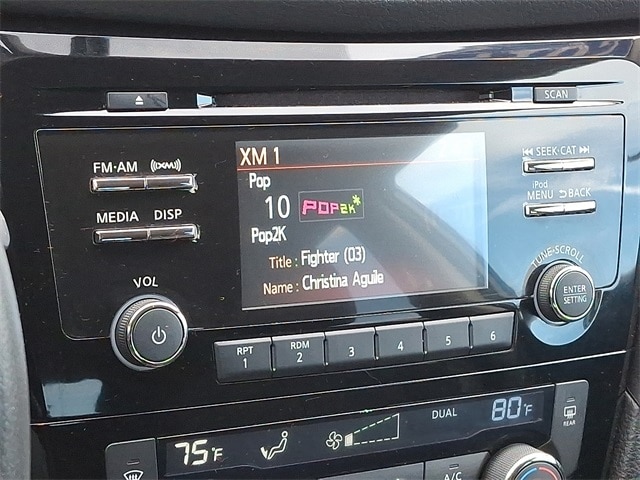 SCAN
XM 1
FM·AM
(XM)
⏮ SEEK·CAT ⏭
Pop
iPod
MENU ⮌BACK
MEDIA DISP
10
POP2K*
Pop2K
TUNE·SCROLL
Title : Fighter (03)
VOL
Name : Christina Aguile
ENTER
SETTING
RPT
1
RDM
2
3
4
5
6
75°F
DUAL
80°F
REAR
A/C